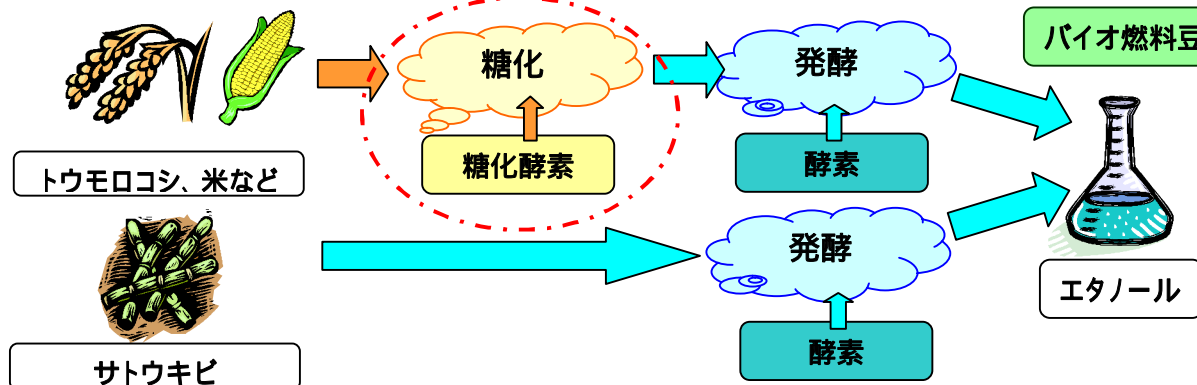 バイオ燃料豆
糖化
発酵
糖化酵素
酵素
トウモロコシ、米など
発酵
エタノール
酵素
サトウキビ